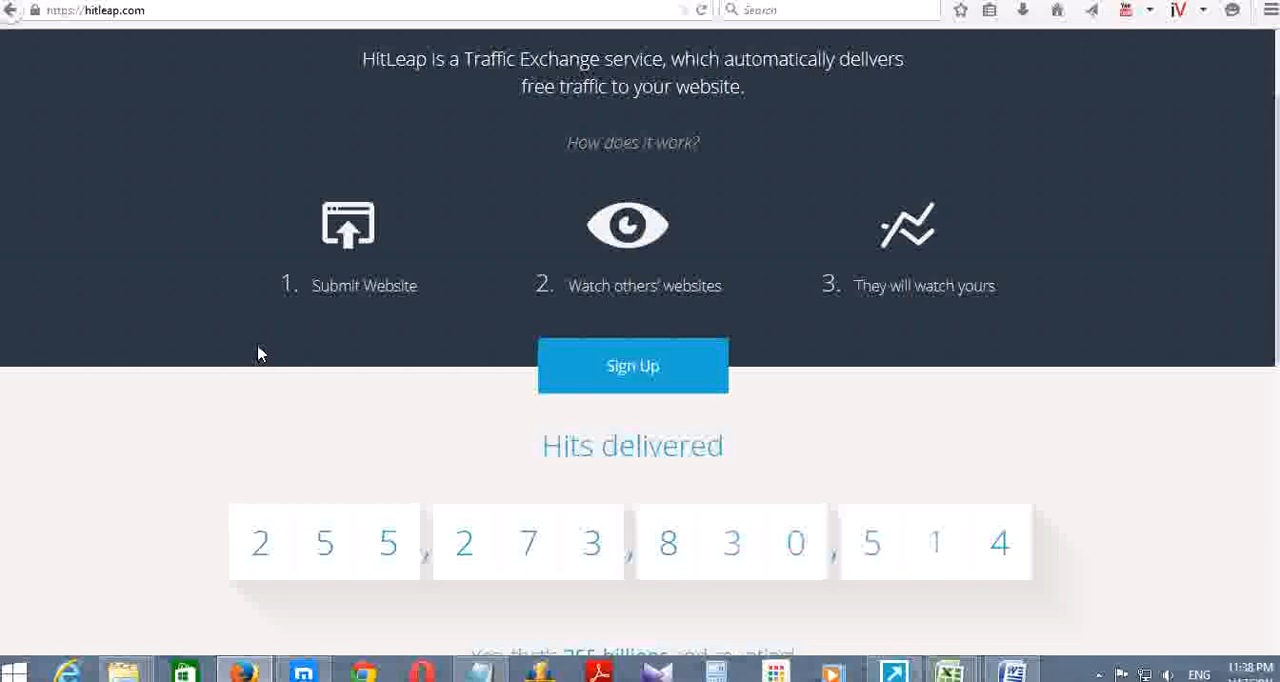 https://hitleap.com
Search
HitLeap is a Traffic Exchange service, which automatically delivers
free traffic to your website.
How does it work?
1. Submit Website
2. Watch others' websites
3. They will watch yours
Sign Up
Hits delivered
255,273,830,514
ENG
11:38 PM